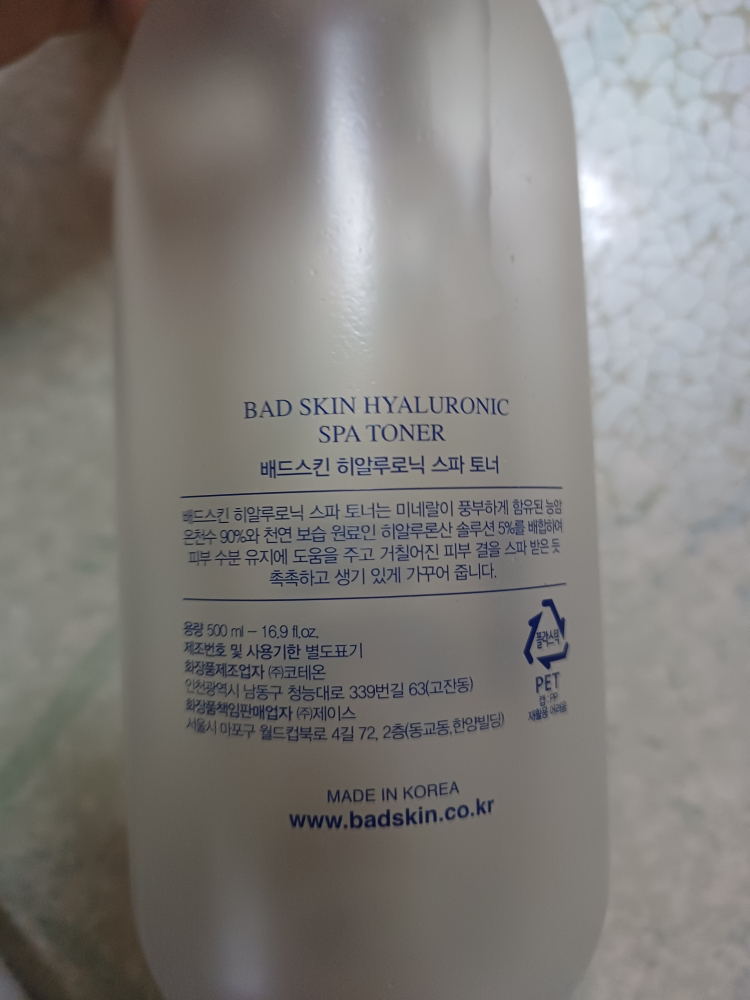 BAD SKIN HYALURONIC
SPA TONER
배드스킨 히알루로닉 스파 토너
배드스킨 히알루로닉 스파 토너는 미네랄이 풍부하게 함유된 능암
온천수 90%와 천연 보습 원료인 히알루론산 솔루션 5%를 배합하여
피부 수분 유지에 도움을 주고 거칠어진 피부 결을 스파 받은 듯
촉촉하고 생기 있게 가꾸어 줍니다.
용량 500 ml – 16.9 fl.oz.
제조번호 및 사용기한 별도표기
화장품제조업자 ㈜코테온
인천광역시 남동구 청능대로 339번길 63(고잔동)
화장품책임판매업자 ㈜제이스
서울시 마포구 월드컵북로 4길 72, 2층(동교동,한양빌딩)
플라스틱
PET
캡:PP
재활용 어려움
MADE IN KOREA
www.badskin.co.kr